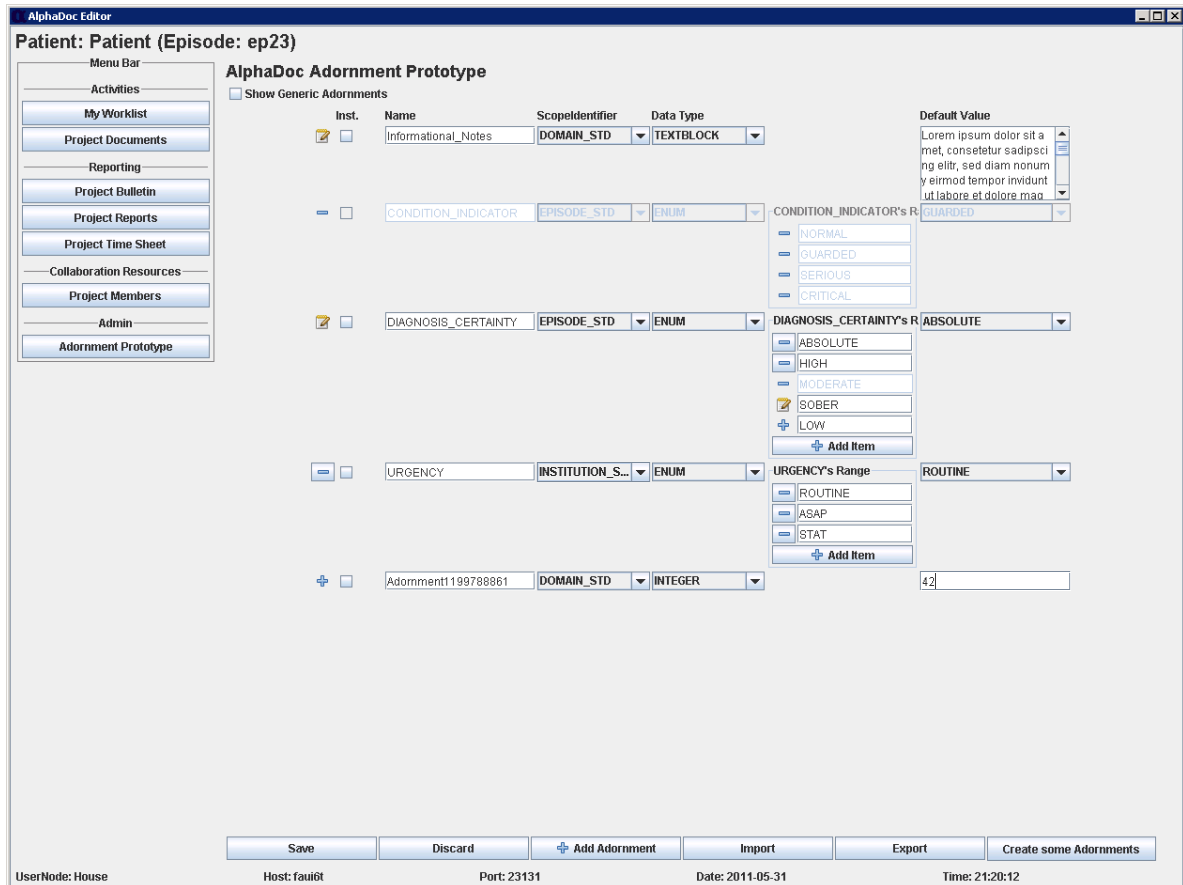 AlphaDoc Editor
Patient: Patient (Episode: ep23)
Menu Bar
Activities
My Worklist
Project Documents
Reporting
Project Bulletin
Project Reports
Project Time Sheet
Collaboration Resources
Project Members
Admin
Adornment Prototype
AlphaDoc Adornment Prototype
Show Generic Adornments
Inst. Name ScopeIdentifier Data Type Default Value
Informational_Notes DOMAIN_STD TEXTBLOCK
Lorem ipsum dolor sit a
met, consetetur sadipsci
ng elitr, sed diam nonum
y eirmod tempor invidunt
ut labore et dolore mag
CONDITION_INDICATOR EPISODE_STD ENUM CONDITION_INDICATOR's R GUARDED
NORMAL
GUARDED
SERIOUS
CRITICAL
DIAGNOSIS_CERTAINTY EPISODE_STD ENUM DIAGNOSIS_CERTAINTY's R ABSOLUTE
ABSOLUTE
HIGH
MODERATE
SOBER
LOW
Add Item
URGENCY INSTITUTION_S... ENUM URGENCY's Range ROUTINE
ROUTINE
ASAP
STAT
Add Item
Adornment1199788861 DOMAIN_STD INTEGER 42
Save Discard Add Adornment Import Export Create some Adornments
UserNode: House Host: faui6t Port: 23131 Date: 2011-05-31 Time: 21:20:12